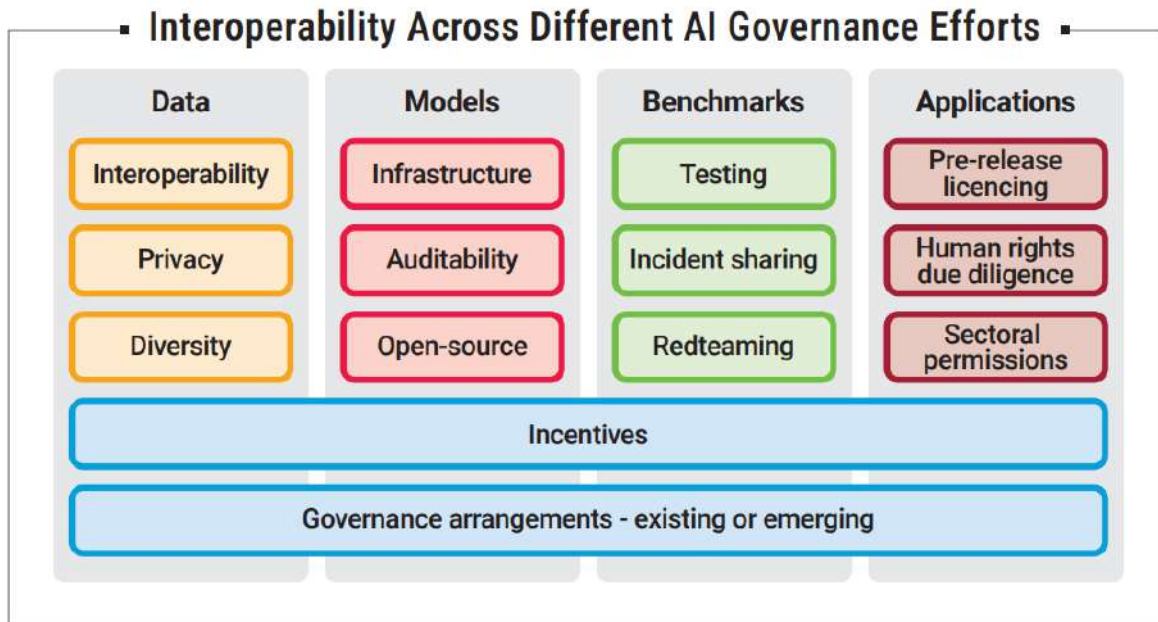 Interoperability Across Different AI Governance Efforts
Data
Interoperability
Privacy
Diversity
Models
Infrastructure
Auditability
Open-source
Benchmarks
Testing
Incident sharing
Redteaming
Applications
Pre-release
licencing
Human rights
due diligence
Sectoral
permissions
Incentives
Governance arrangements - existing or emerging